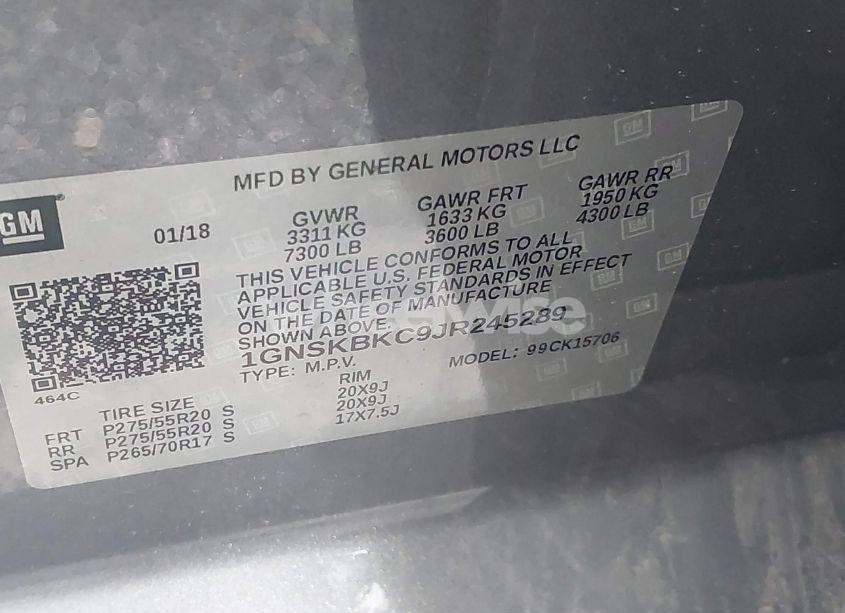 MFD BY GENERAL MOTORS LLC
GM
01/18
GVWR
3311 KG
7300 LB
GAWR FRT
1633 KG
3600 LB
GAWR RR
1950 KG
4300 LB
THIS VEHICLE CONFORMS TO ALL
APPLICABLE U.S. FEDERAL MOTOR
VEHICLE SAFETY STANDARDS IN EFFECT
ON THE DATE OF MANUFACTURE
SHOWN ABOVE.
1GNSKBKC9JR245289
TYPE: M.P.V.
MODEL: 99CK15706
464C
TIRE SIZE
RIM
FRT P275/55R20 S 20X9J
RR P275/55R20 S 20X9J
SPA P265/70R17 S 17X7.5J